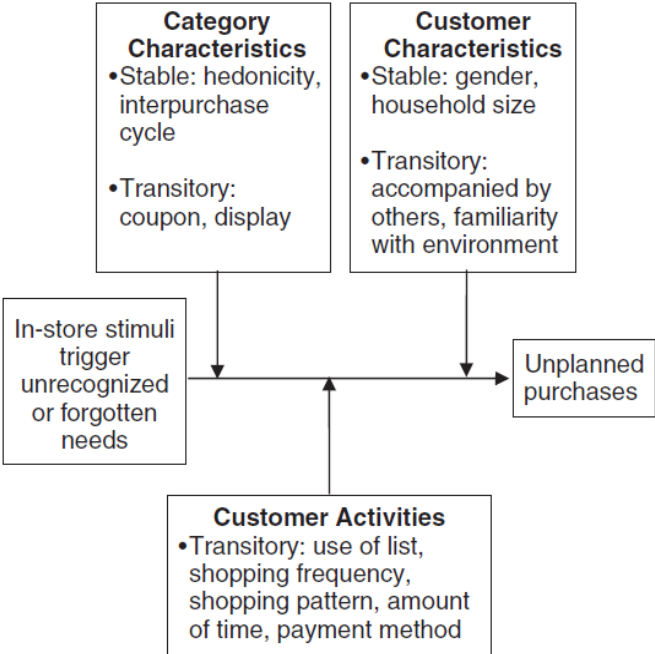 Category
Characteristics
•Stable: hedonicity,
interpurchase
cycle
•Transitory:
coupon, display
Customer
Characteristics
•Stable: gender,
household size
•Transitory:
accompanied by
others, familiarity
with environment
In-store stimuli
trigger
unrecognized
or forgotten
needs
Unplanned
purchases
Customer Activities
•Transitory: use of list,
shopping frequency,
shopping pattern, amount
of time, payment method